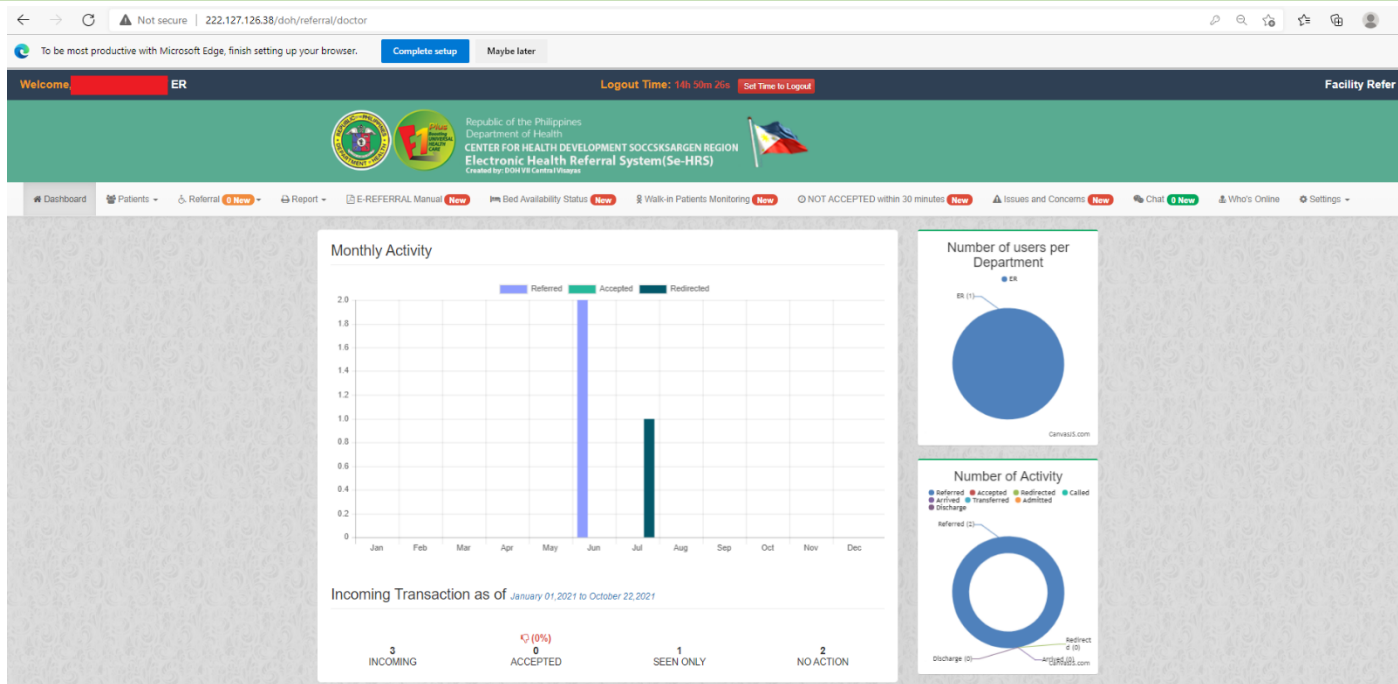 Not secure | 222.127.126.38/doh/referral/doctor
To be most productive with Microsoft Edge, finish setting up your browser. Complete setup Maybe later
Welcome, ER Logout Time: 14h 50m 26s Set Time to Logout Facility Refer
Republic of the Philippines
Department of Health
CENTER FOR HEALTH DEVELOPMENT SOCCSKSARGEN REGION
Electronic Health Referral System(Se-HRS)
Created by: DOH VII Central Visayas
Dashboard Patients Referral 0 New Report E-REFERRAL Manual New Bed Availability Status New Walk-in Patients Monitoring New NOT ACCEPTED within 30 minutes New Issues and Concerns New Chat 0 New Who's Online Settings
Monthly Activity
Referred Accepted Redirected
2.0
1.8
1.6
1.4
1.2
1.0
0.8
0.6
0.4
0.2
0
Jan Feb Mar Apr May Jun Jul Aug Sep Oct Nov Dec
Incoming Transaction as of January 01,2021 to October 22,2021
(0%)
3 0 1 2
INCOMING ACCEPTED SEEN ONLY NO ACTION
Number of users per
Department
ER
ER (1)
CanvasJS.com
Number of Activity
Referred Accepted Redirected Called
Arrived Transferred Admitted
Discharge
Referred (2)
Redirect
d (0)
Discharge (0) Arrived (0)
CanvasJS.com